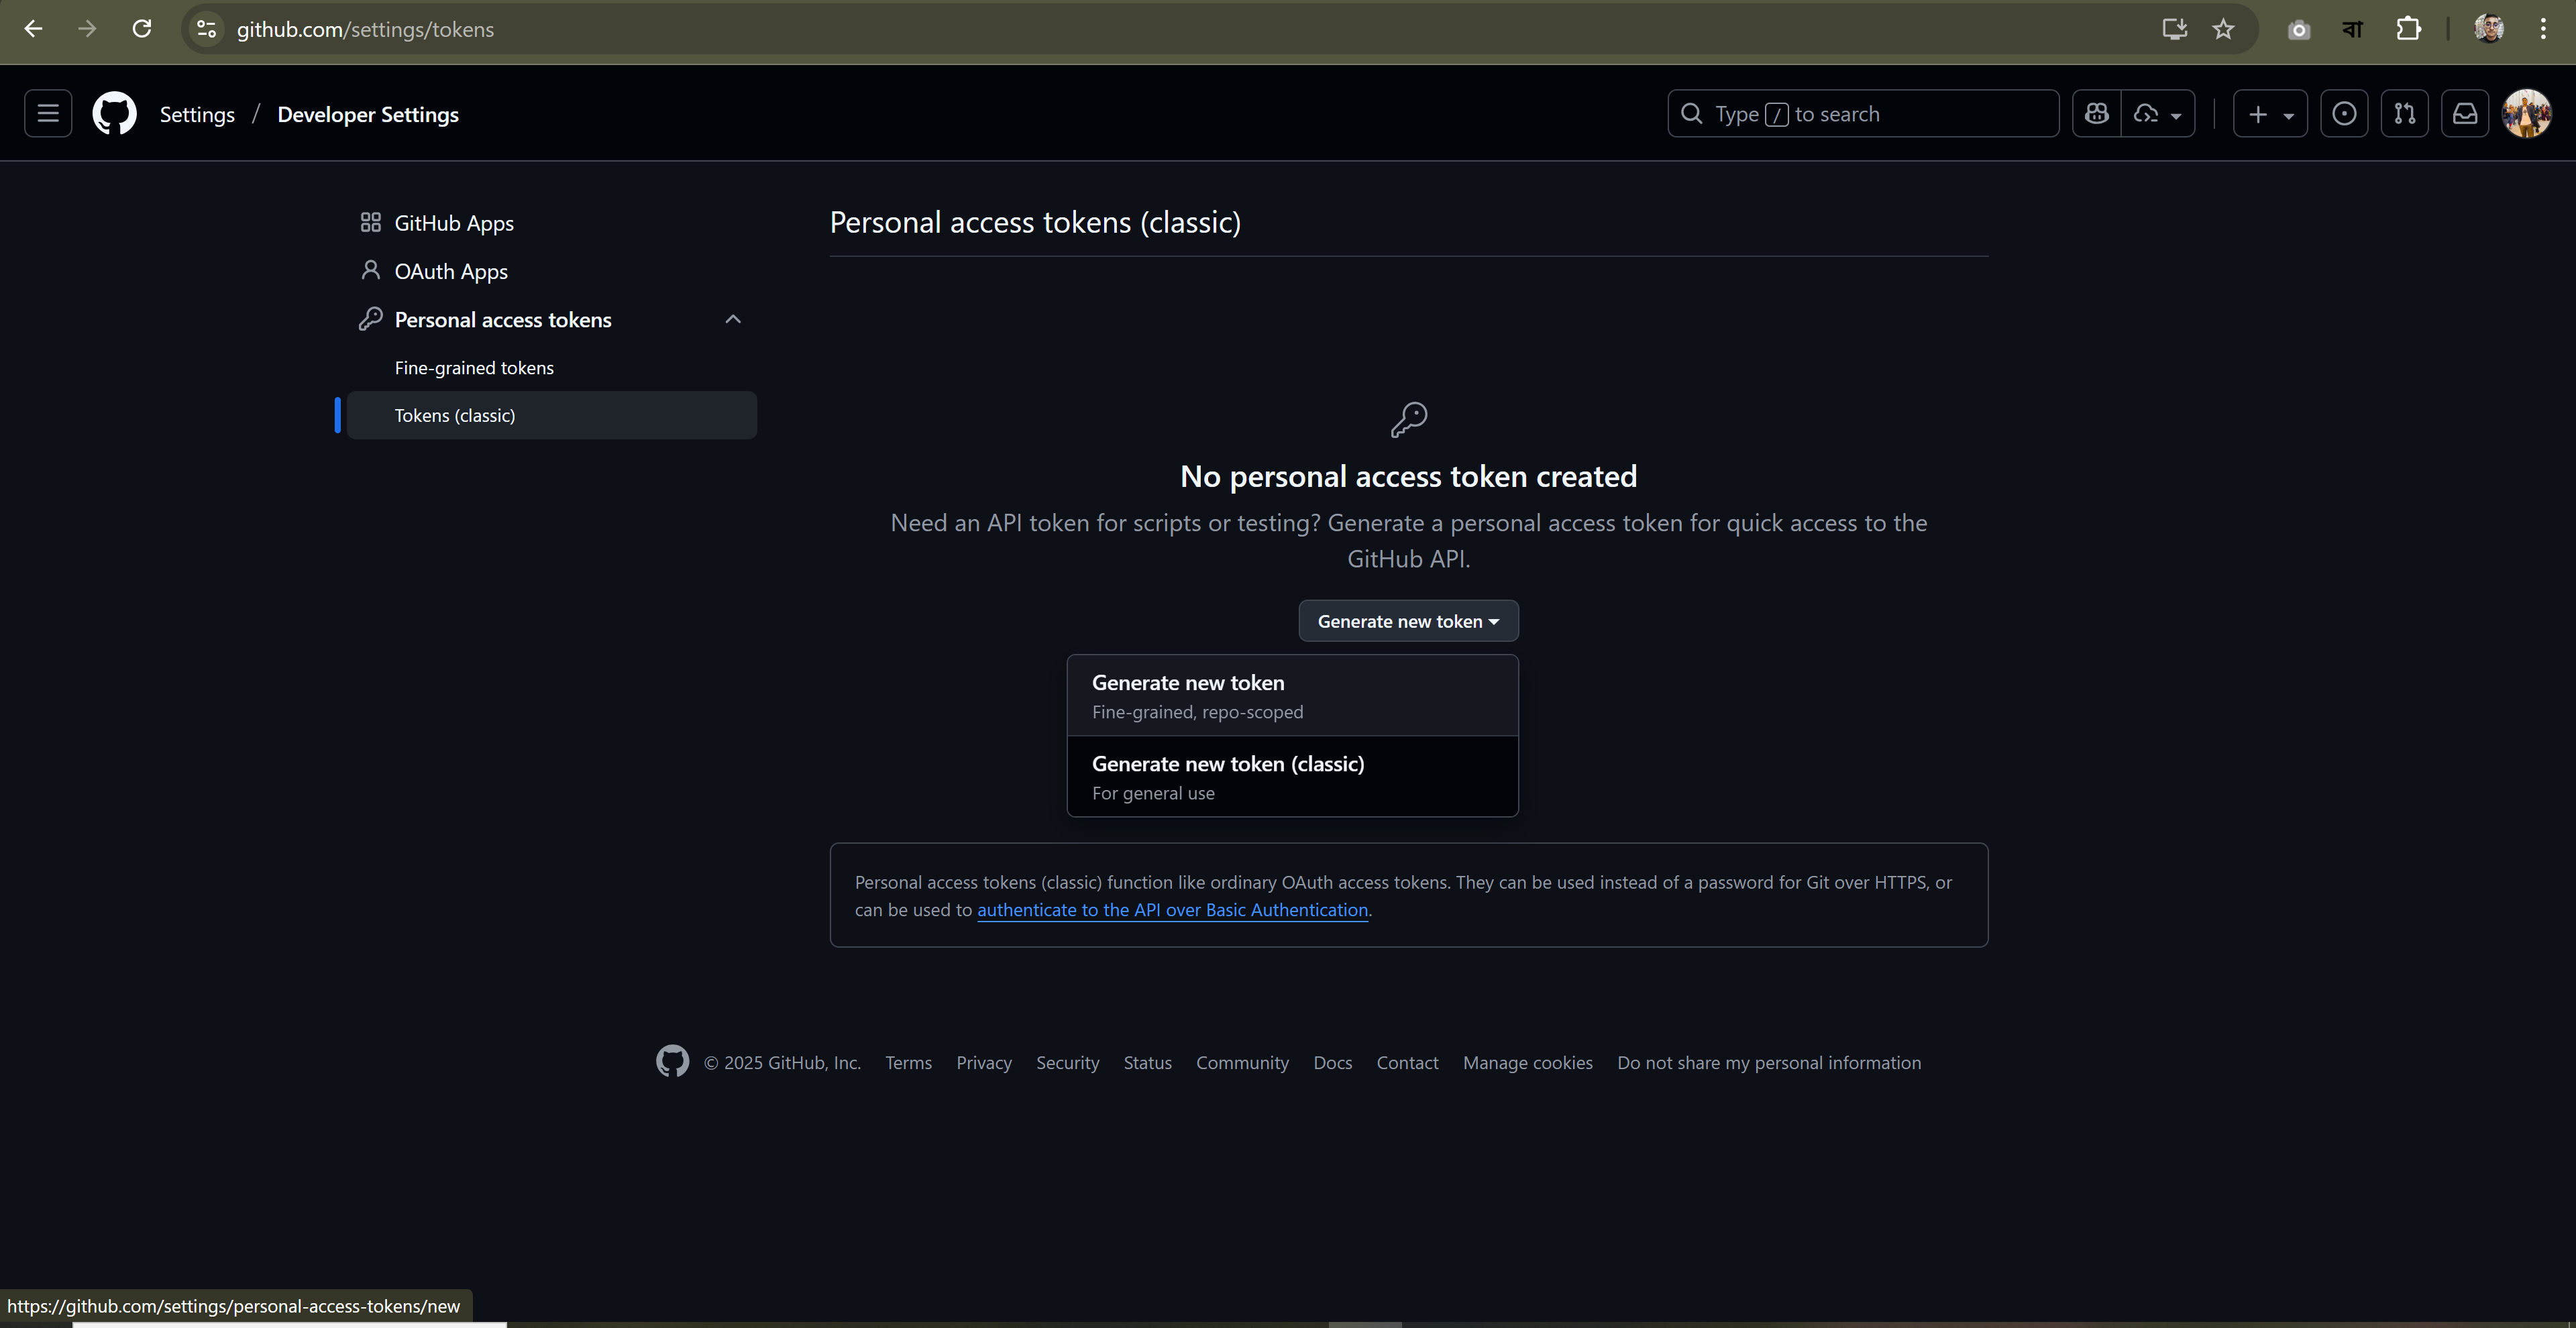 github.com/settings/tokens
বা
Settings / Developer Settings
Type / to search
GitHub Apps
OAuth Apps
Personal access tokens
Fine-grained tokens
Tokens (classic)
Personal access tokens (classic)
No personal access token created
Need an API token for scripts or testing? Generate a personal access token for quick access to the
GitHub API.
Generate new token
Generate new token
Fine-grained, repo-scoped
Generate new token (classic)
For general use
Personal access tokens (classic) function like ordinary OAuth access tokens. They can be used instead of a password for Git over HTTPS, or
can be used to authenticate to the API over Basic Authentication.
© 2025 GitHub, Inc. Terms Privacy Security Status Community Docs Contact Manage cookies Do not share my personal information
https://github.com/settings/personal-access-tokens/new